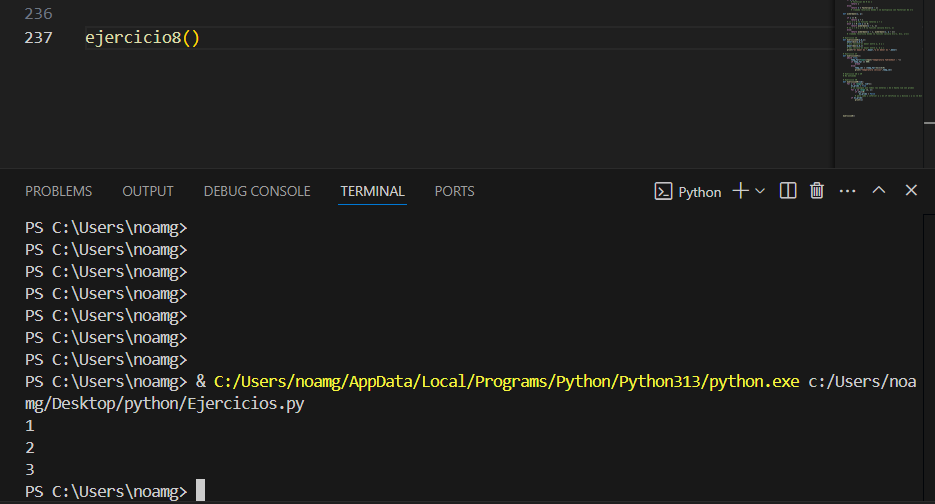 236
237 ejercicio8()
PROBLEMS OUTPUT DEBUG CONSOLE TERMINAL PORTS Python
PS C:\Users\noamg>
PS C:\Users\noamg>
PS C:\Users\noamg>
PS C:\Users\noamg>
PS C:\Users\noamg>
PS C:\Users\noamg>
PS C:\Users\noamg>
PS C:\Users\noamg> & C:/Users/noamg/AppData/Local/Programs/Python/Python313/python.exe c:/Users/noa
mg/Desktop/python/Ejercicios.py
1
2
3
PS C:\Users\noamg>